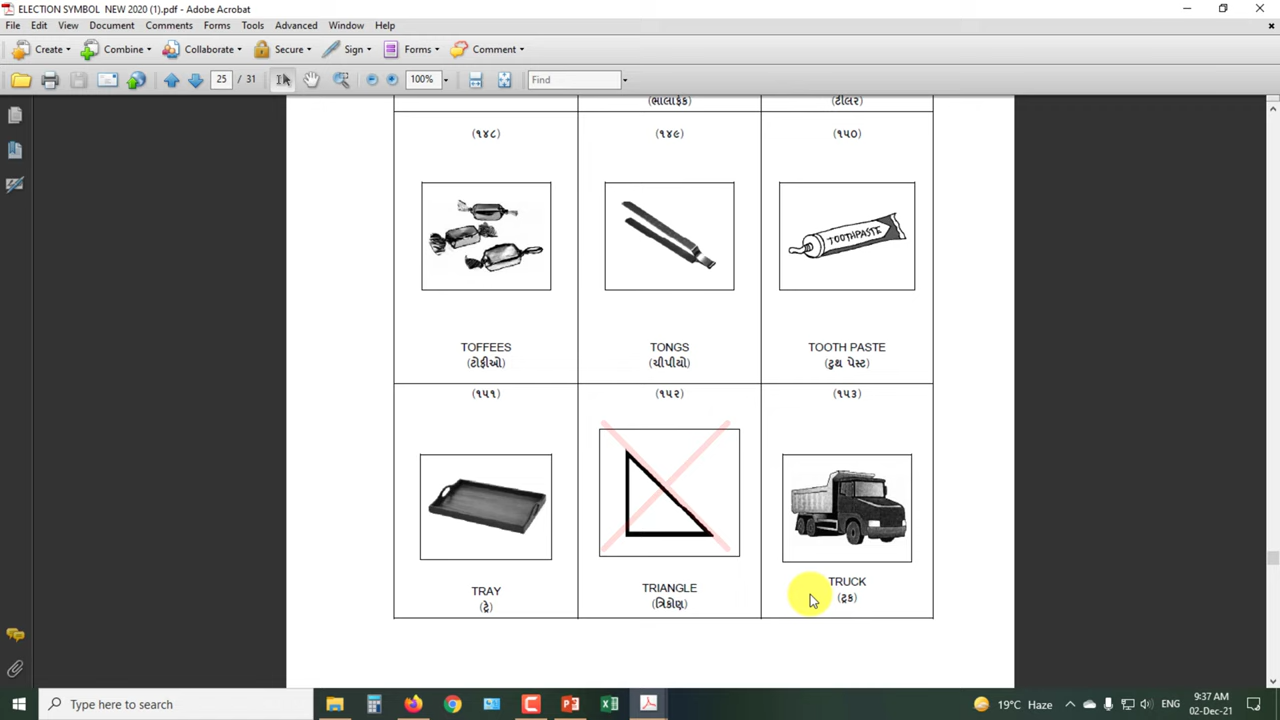 ELECTION SYMBOL NEW 2020 (1).pdf - Adobe Acrobat
File Edit View Document Comments Forms Tools Advanced Window Help
Create Combine Collaborate Secure Sign Forms Comment
25 / 31 100% Find
(ભાલાફેંક) (ટીલર)
(૧૪૮) (૧૪૯) (૧૫૦)
TOOTHPASTE
TOFFEES TONGS TOOTH PASTE
(ટોફીઓ) (ચીપીયો) (ટુથ પેસ્ટ)
(૧૫૧) (૧૫૨) (૧૫૩)
TRAY TRIANGLE TRUCK
(ટ્રે) (ત્રિકોણ) (ટ્રક)
Type here to search 19°C Haze ENG 9:37 AM
02-Dec-21